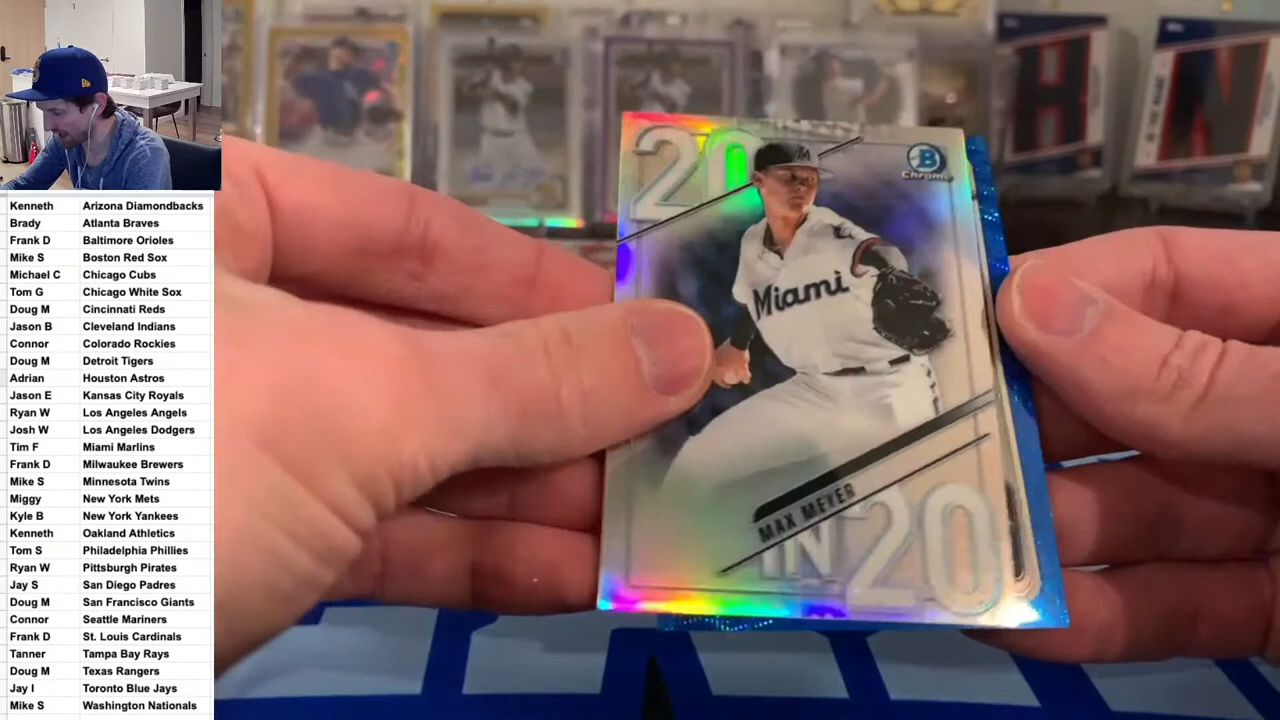 Kenneth Arizona Diamondbacks
Brady Atlanta Braves
Frank D Baltimore Orioles
Mike S Boston Red Sox
Michael C Chicago Cubs
Tom G Chicago White Sox
Doug M Cincinnati Reds
Jason B Cleveland Indians
Connor Colorado Rockies
Doug M Detroit Tigers
Adrian Houston Astros
Jason E Kansas City Royals
Ryan W Los Angeles Angels
Josh W Los Angeles Dodgers
Tim F Miami Marlins
Frank D Milwaukee Brewers
Mike S Minnesota Twins
Miggy New York Mets
Kyle B New York Yankees
Kenneth Oakland Athletics
Tom S Philadelphia Phillies
Ryan W Pittsburgh Pirates
Jay S San Diego Padres
Doug M San Francisco Giants
Connor Seattle Mariners
Frank D St. Louis Cardinals
Tanner Tampa Bay Rays
Doug M Texas Rangers
Jay I Toronto Blue Jays
Mike S Washington Nationals
20
B
Chrome
M
Miami
MAX MEYER
IN 20
H
N